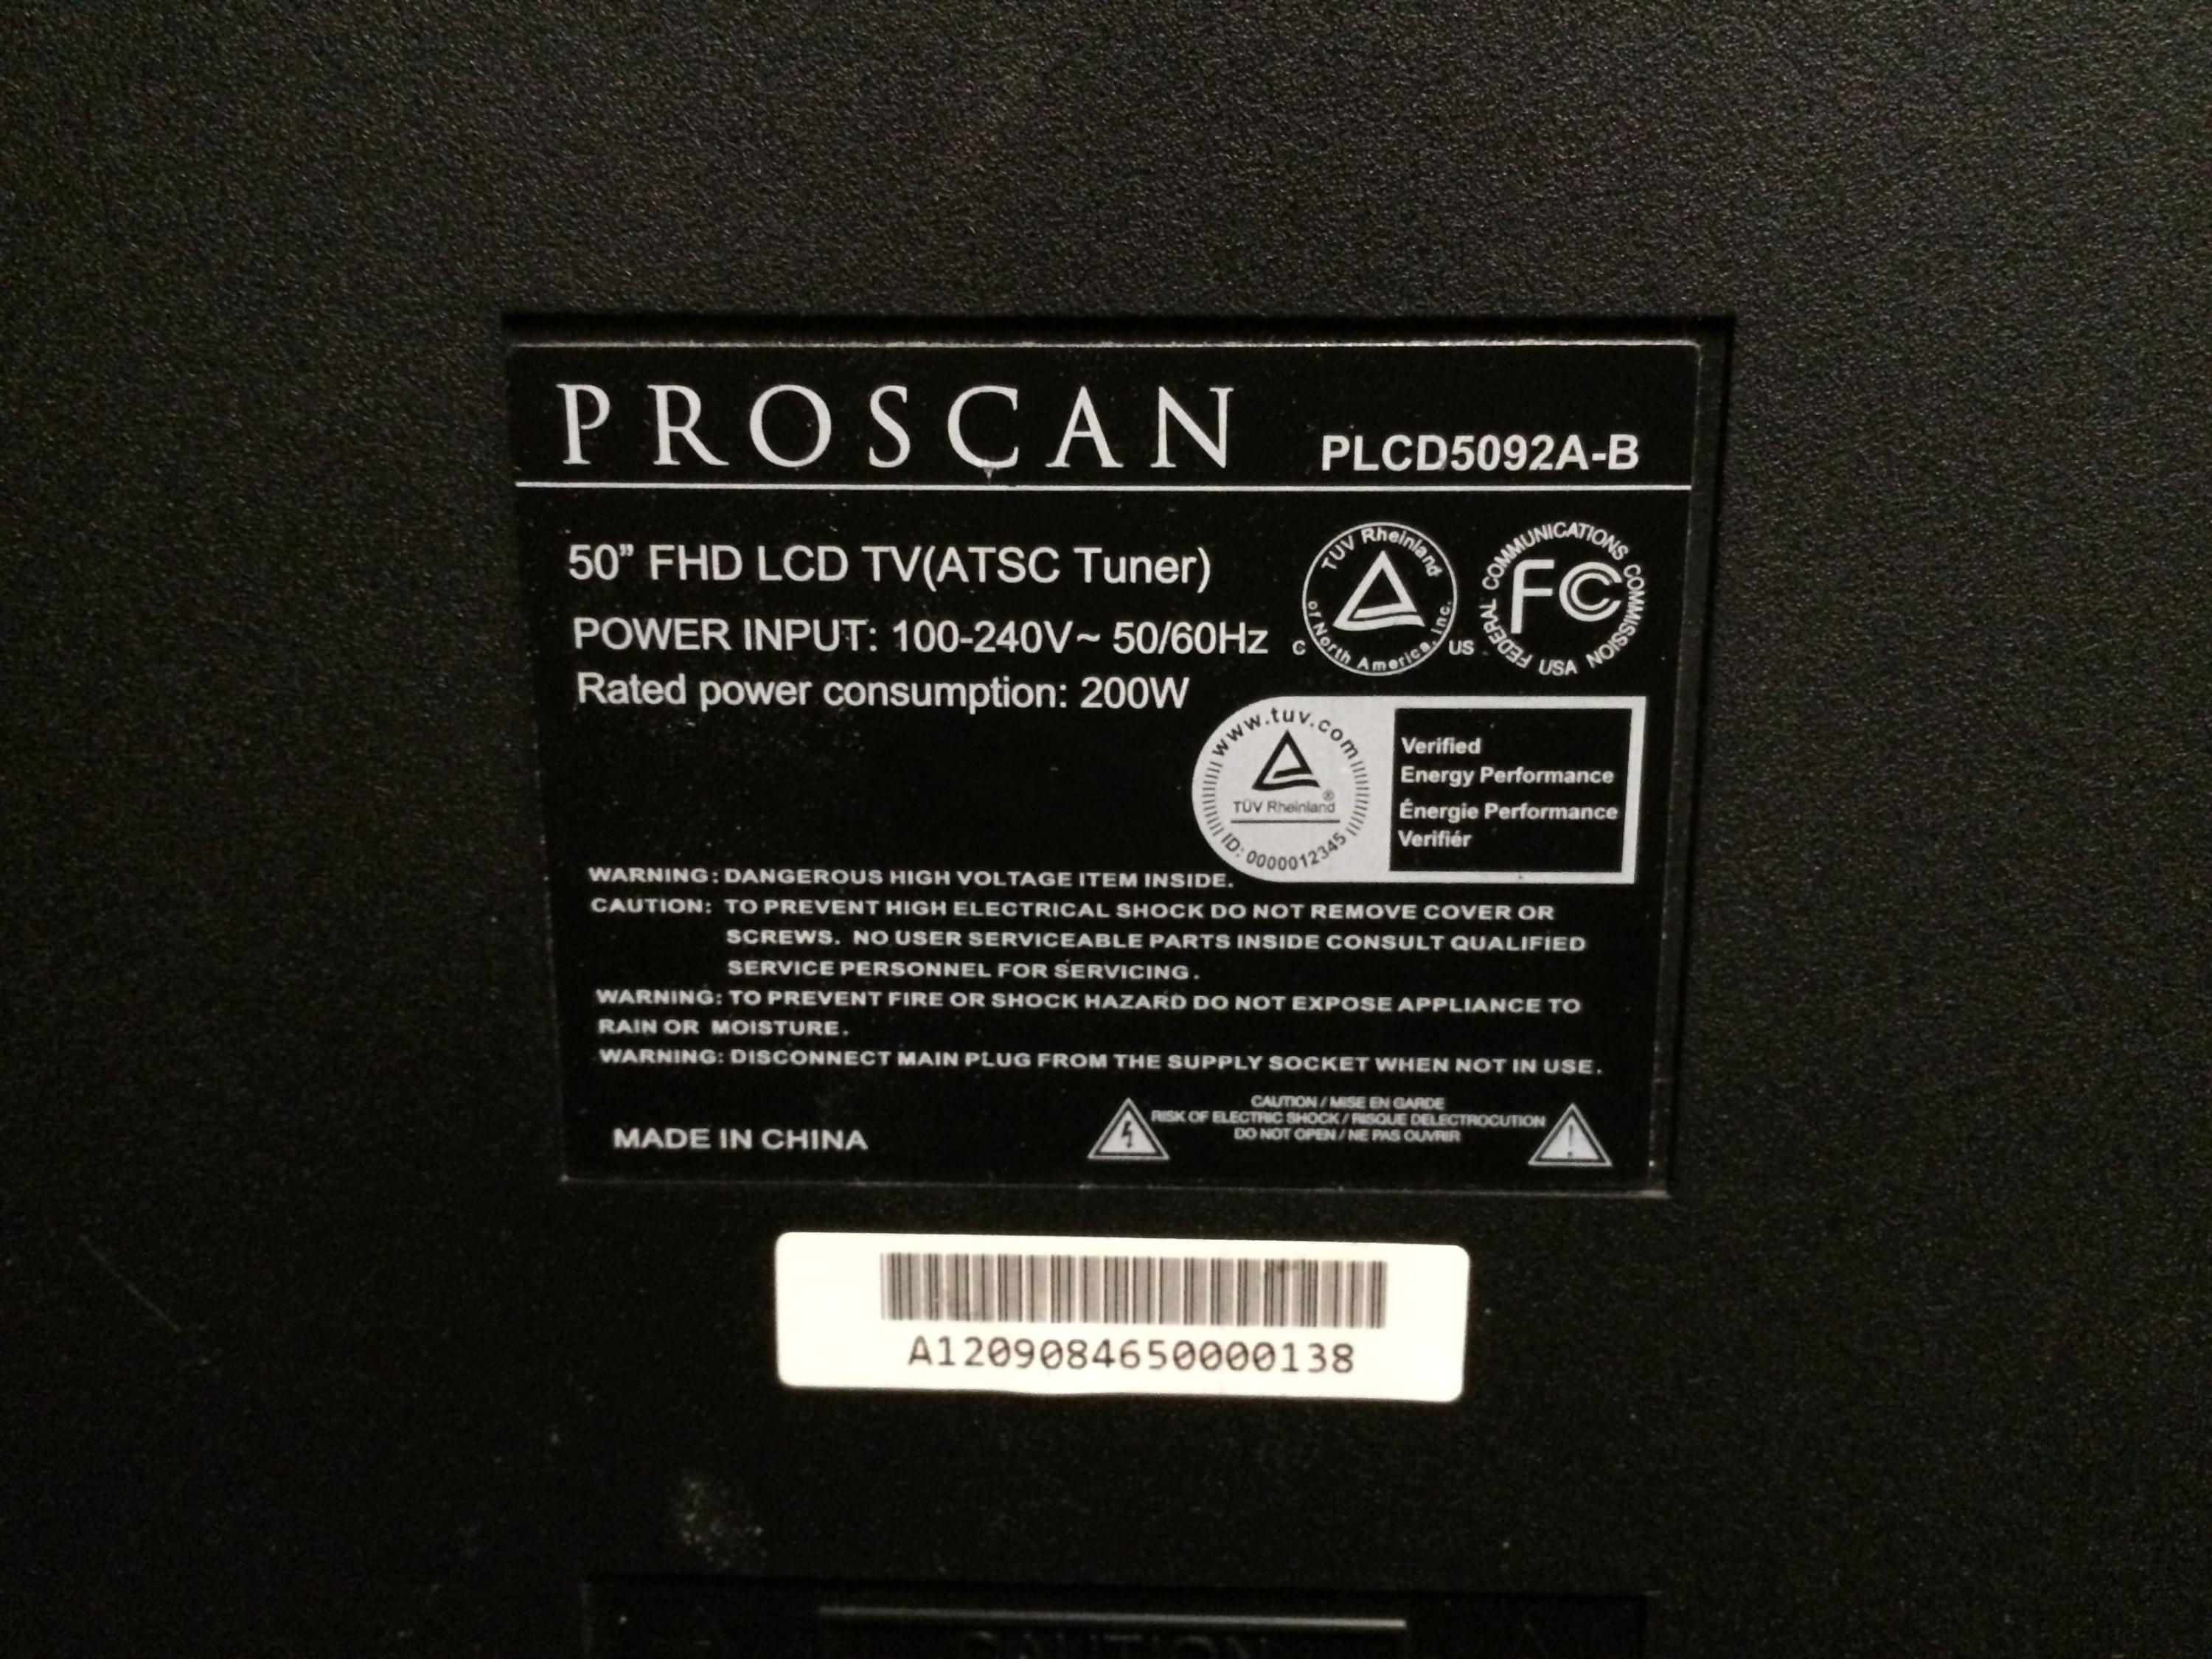 PROSCAN PLCD5092A-B
50” FHD LCD TV(ATSC Tuner)
POWER INPUT: 100-240V~ 50/60Hz
Rated power consumption: 200W
TUV Rheinland
of North America, Inc.
C US
FEDERAL COMMUNICATIONS COMMISSION USA
FC
www.tuv.com
TÜV Rheinland ®
ID: 0000012345
Verified
Energy Performance
Énergie Performance
Verifiér
WARNING: DANGEROUS HIGH VOLTAGE ITEM INSIDE.
CAUTION: TO PREVENT HIGH ELECTRICAL SHOCK DO NOT REMOVE COVER OR
SCREWS. NO USER SERVICEABLE PARTS INSIDE CONSULT QUALIFIED
SERVICE PERSONNEL FOR SERVICING.
WARNING: TO PREVENT FIRE OR SHOCK HAZARD DO NOT EXPOSE APPLIANCE TO
RAIN OR MOISTURE.
WARNING: DISCONNECT MAIN PLUG FROM THE SUPPLY SOCKET WHEN NOT IN USE.
MADE IN CHINA
CAUTION / MISE EN GARDE
RISK OF ELECTRIC SHOCK / RISQUE DELECTROCUTION
DO NOT OPEN / NE PAS OUVRIR
A1209084650000138